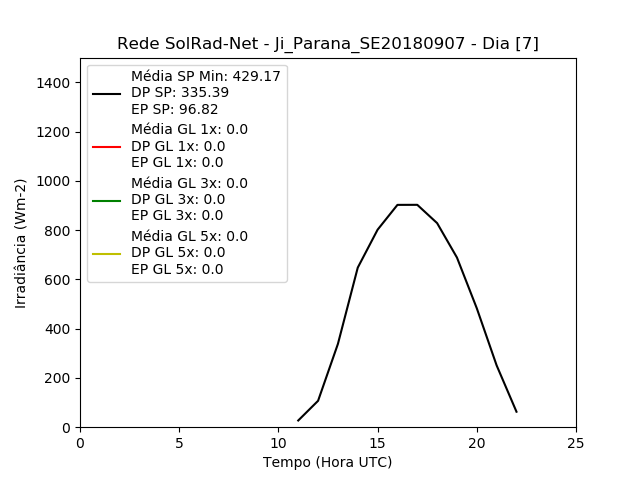 Rede SolRad-Net - Ji_Parana_SE20180907 - Dia [7]
Média SP Min: 429.17
DP SP: 335.39
EP SP: 96.82
Média GL 1x: 0.0
DP GL 1x: 0.0
EP GL 1x: 0.0
Média GL 3x: 0.0
DP GL 3x: 0.0
EP GL 3x: 0.0
Média GL 5x: 0.0
DP GL 5x: 0.0
EP GL 5x: 0.0
Irradiância (Wm-2)
1400
1200
1000
800
600
400
200
0
0 5 10 15 20 25
Tempo (Hora UTC)